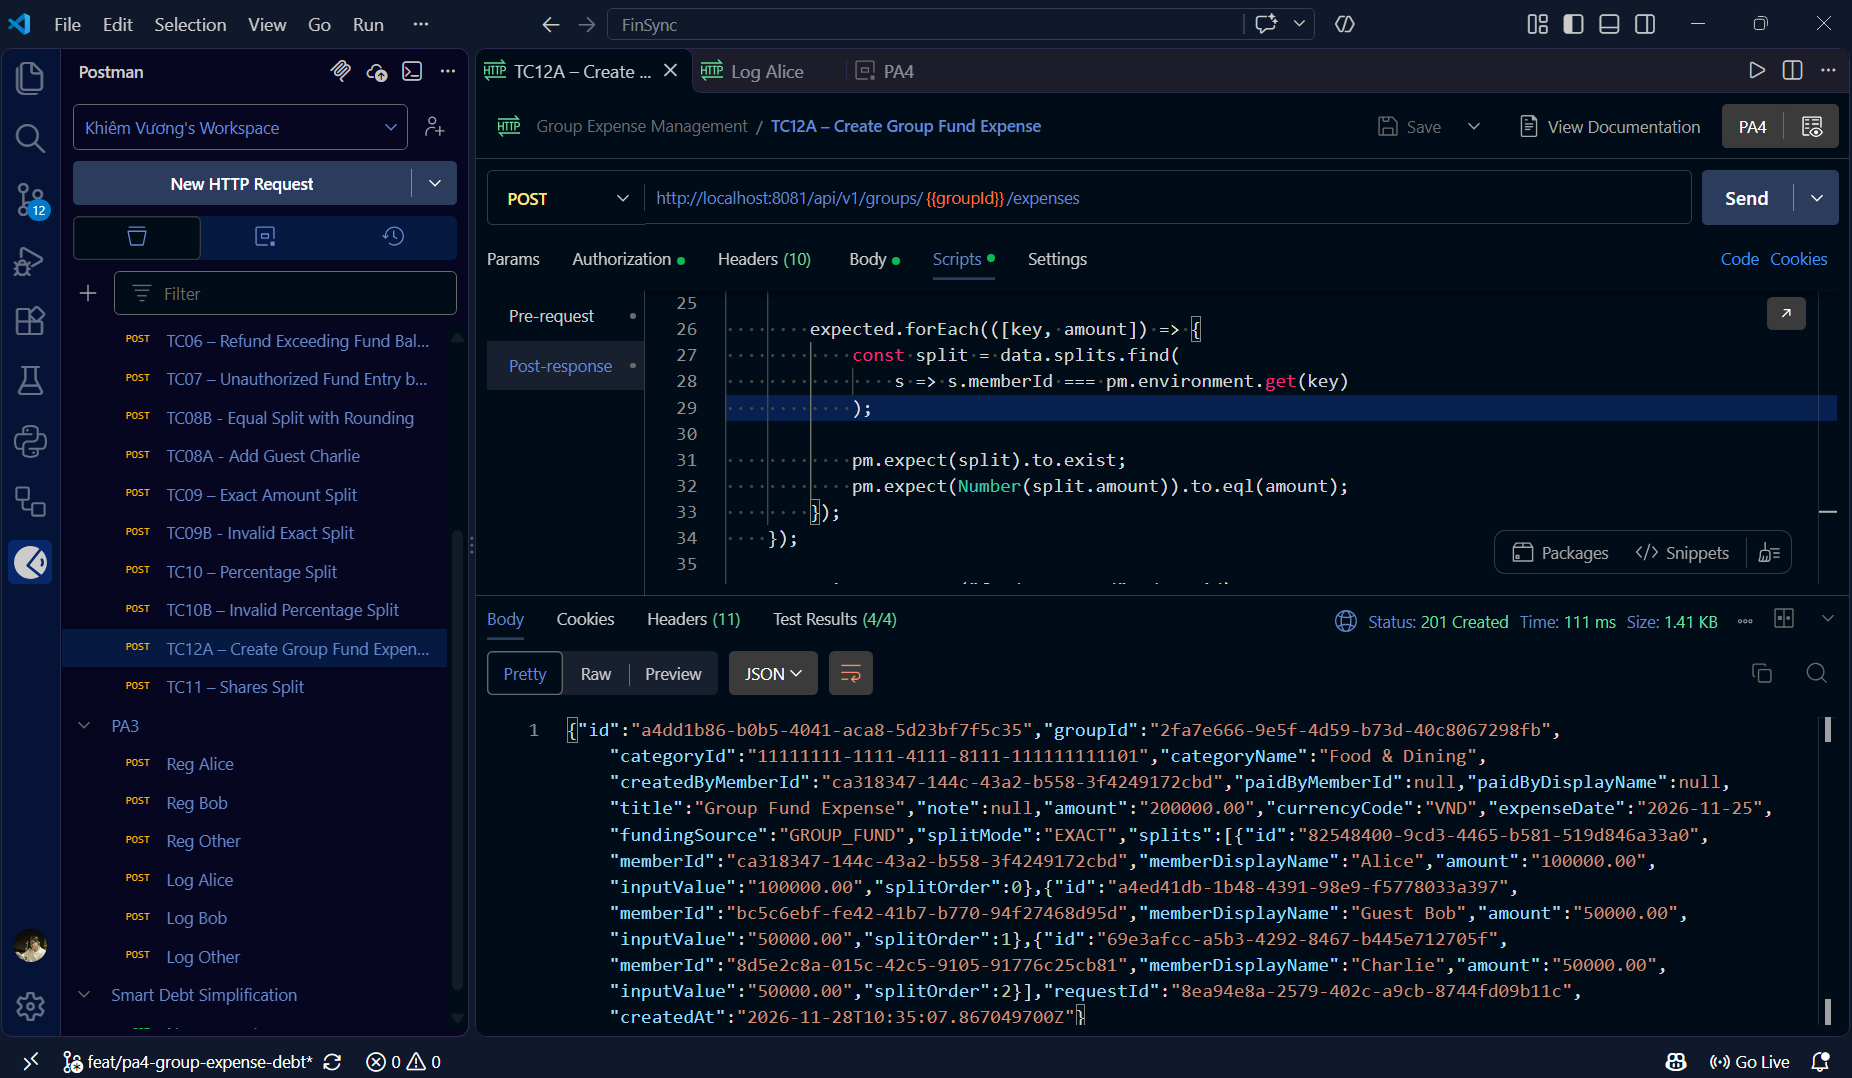 File Edit Selection View Go Run ···
FinSync
Postman
Khiêm Vương's Workspace
New HTTP Request
Filter
POST TC06 – Refund Exceeding Fund Bal...
POST TC07 – Unauthorized Fund Entry b...
POST TC08B - Equal Split with Rounding
POST TC08A - Add Guest Charlie
POST TC09 – Exact Amount Split
POST TC09B - Invalid Exact Split
POST TC10 – Percentage Split
POST TC10B – Invalid Percentage Split
POST TC12A – Create Group Fund Expen...
POST TC11 – Shares Split
PA3
POST Reg Alice
POST Reg Bob
POST Reg Other
POST Log Alice
POST Log Bob
POST Log Other
Smart Debt Simplification
12
HTTP TC12A – Create ... HTTP Log Alice PA4
HTTP Group Expense Management / TC12A – Create Group Fund Expense
Save View Documentation PA4
POST http://localhost:8081/api/v1/groups/{{groupId}}/expenses Send
Params Authorization Headers (10) Body Scripts Settings Code Cookies
Pre-request
Post-response
25
26 expected.forEach(([key, amount]) => {
27 const split = data.splits.find(
28 s => s.memberId === pm.environment.get(key)
29 );
30
31 pm.expect(split).to.exist;
32 pm.expect(Number(split.amount)).to.eql(amount);
33 });
34 });
35
Packages </> Snippets
Body Cookies Headers (11) Test Results (4/4) Status: 201 Created Time: 111 ms Size: 1.41 KB
Pretty Raw Preview JSON
1 {"id":"a4dd1b86-b0b5-4041-aca8-5d23bf7f5c35","groupId":"2fa7e666-9e5f-4d59-b73d-40c8067298fb",
"categoryId":"11111111-1111-4111-8111-111111111101","categoryName":"Food & Dining",
"createdByMemberId":"ca318347-144c-43a2-b558-3f4249172cbd","paidByMemberId":null,"paidByDisplayName":null,
"title":"Group Fund Expense","note":null,"amount":"200000.00","currencyCode":"VND","expenseDate":"2026-11-25",
"fundingSource":"GROUP_FUND","splitMode":"EXACT","splits":[{"id":"82548400-9cd3-4465-b581-519d846a33a0",
"memberId":"ca318347-144c-43a2-b558-3f4249172cbd","memberDisplayName":"Alice","amount":"100000.00",
"inputValue":"100000.00","splitOrder":0},{"id":"a4ed41db-1b48-4391-98e9-f5778033a397",
"memberId":"bc5c6ebf-fe42-41b7-b770-94f27468d95d","memberDisplayName":"Guest Bob","amount":"50000.00",
"inputValue":"50000.00","splitOrder":1},{"id":"69e3afcc-a5b3-4292-8467-b445e712705f",
"memberId":"8d5e2c8a-015c-42c5-9105-91776c25cb81","memberDisplayName":"Charlie","amount":"50000.00",
"inputValue":"50000.00","splitOrder":2}],"requestId":"8ea94e8a-2579-402c-a9cb-8744fd09b11c",
"createdAt":"2026-11-28T10:35:07.867049700Z"}
feat/pa4-group-expense-debt* 0 0 Go Live